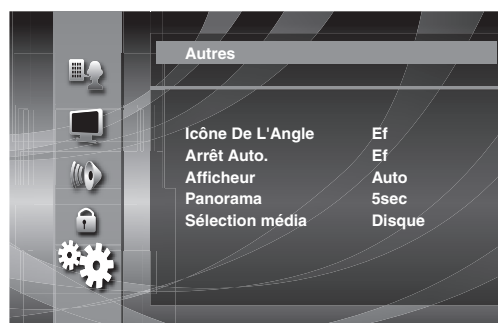 Autres
Icône De L'Angle Ef
Arrêt Auto. Ef
Afficheur Auto
Panorama 5sec
Sélection média Disque